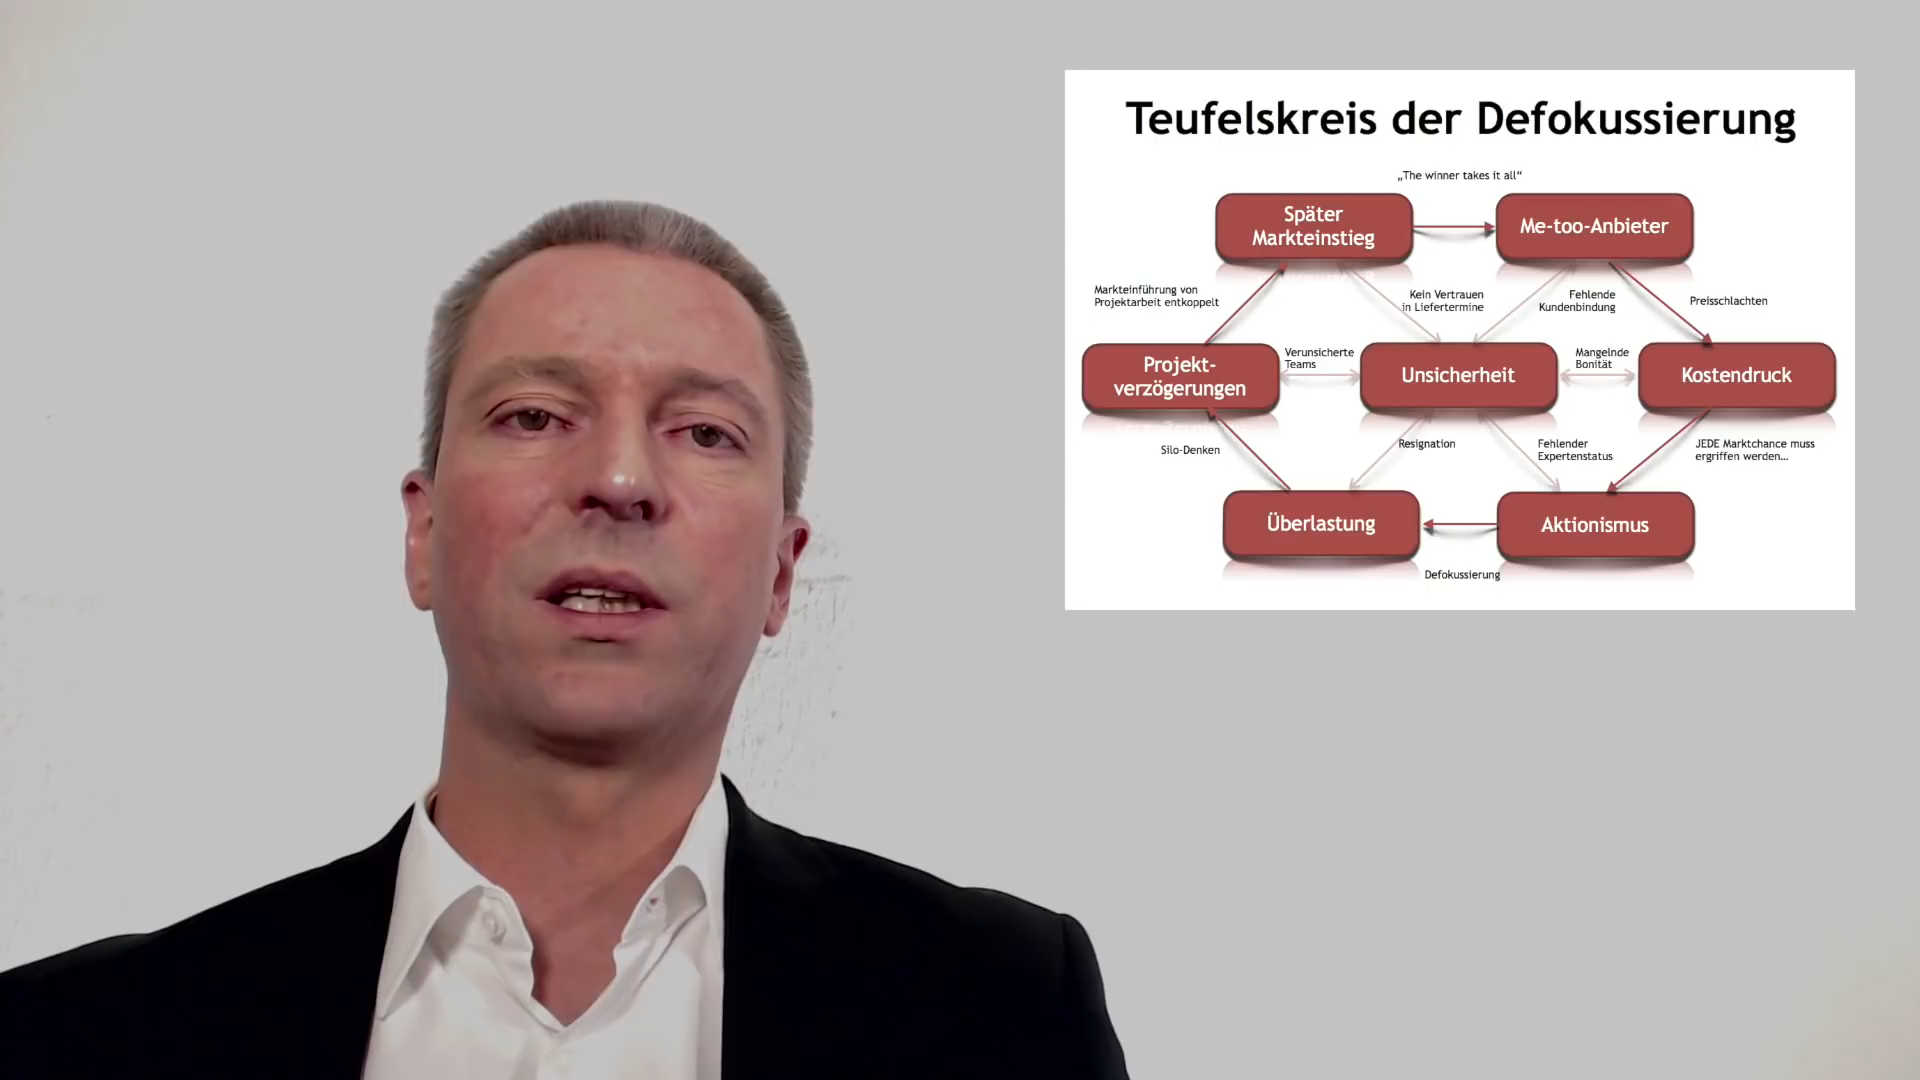 Teufelskreis der Defokussierung
„The winner takes it all“
Später
Markteinstieg
Me-too-Anbieter
Markteinführung von
Projektarbeit entkoppelt
Kein Vertrauen
in Liefertermine
Fehlende
Kundenbindung
Preisschlachten
Projekt-
verzögerungen
Verunsicherte
Teams
Unsicherheit
Mangelnde
Bonität
Kostendruck
Silo-Denken
Resignation
Fehlender
Expertenstatus
JEDE Marktchance muss
ergriffen werden…
Überlastung
Aktionismus
Defokussierung